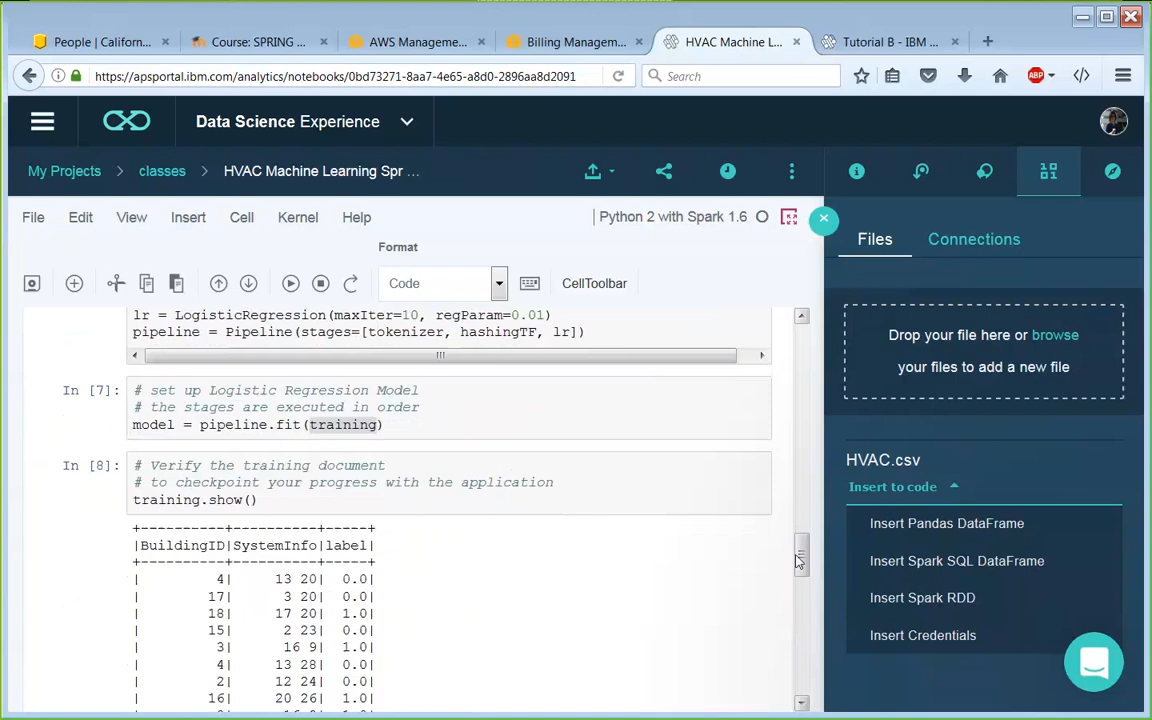 People | Californ...
Course: SPRING ...
AWS Manageme...
Billing Managem...
HVAC Machine L...
Tutorial B - IBM ...
https://apsportal.ibm.com/analytics/notebooks/0bd73271-8aa7-4e65-a8d0-2896aa8d2091
Search
ABP
Data Science Experience
My Projects > classes > HVAC Machine Learning Spr ...
File Edit View Insert Cell Kernel Help
| Python 2 with Spark 1.6
Format
Code
CellToolbar
lr = LogisticRegression(maxIter=10, regParam=0.01)
pipeline = Pipeline(stages=[tokenizer, hashingTF, lr])
In [7]: # set up Logistic Regression Model
# the stages are executed in order
model = pipeline.fit(training)
In [8]: # Verify the training document
# to checkpoint your progress with the application
training.show()
+----------+----------+-----+
|BuildingID|SystemInfo|label|
+----------+----------+-----+
|         4|     13 20|  0.0|
|        17|      3 20|  0.0|
|        18|     17 20|  1.0|
|        15|      2 23|  0.0|
|         3|      16 9|  1.0|
|         4|     13 28|  0.0|
|         2|     12 24|  0.0|
|        16|     20 26|  1.0|
Files
Connections
Drop your file here or browse
your files to add a new file
HVAC.csv
Insert to code
Insert Pandas DataFrame
Insert Spark SQL DataFrame
Insert Spark RDD
Insert Credentials